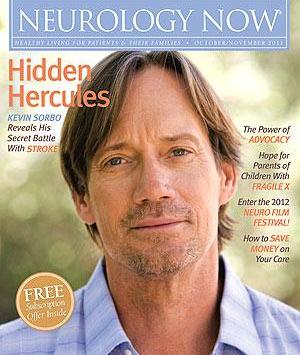 NEUROLOGY NOW®
HEALTHY LIVING FOR PATIENTS & THEIR FAMILIES • OCTOBER/NOVEMBER 2011
Hidden
Hercules
KEVIN SORBO
Reveals His
Secret Battle
With STROKE
The Power of
ADVOCACY
Hope for
Parents of
Children With
FRAGILE X
Enter the 2012
NEURO FILM
FESTIVAL!
How to SAVE
MONEY on
Your Care
FREE
Subscription
Offer Inside